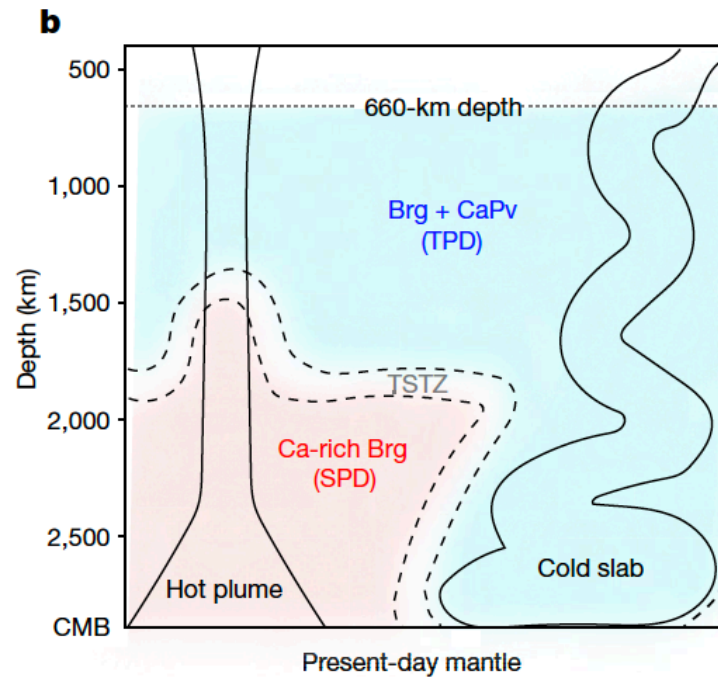 b
500
660-km depth
1,000
Brg + CaPv
(TPD)
1,500
Depth (km)
TSTZ
2,000
Ca-rich Brg
(SPD)
2,500
Cold slab
Hot plume
CMB
Present-day mantle